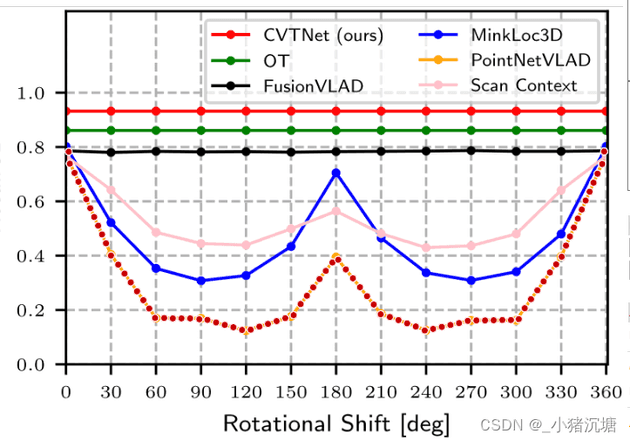 CVTNet (ours)
OT
FusionVLAD
MinkLoc3D
PointNetVLAD
Scan Context
1.0
0.8
0.6
0.4
0.2
0.0
0 30 60 90 120 150 180 210 240 270 300 330 360
Rotational Shift [deg]
CSDN @_小猪沉塘